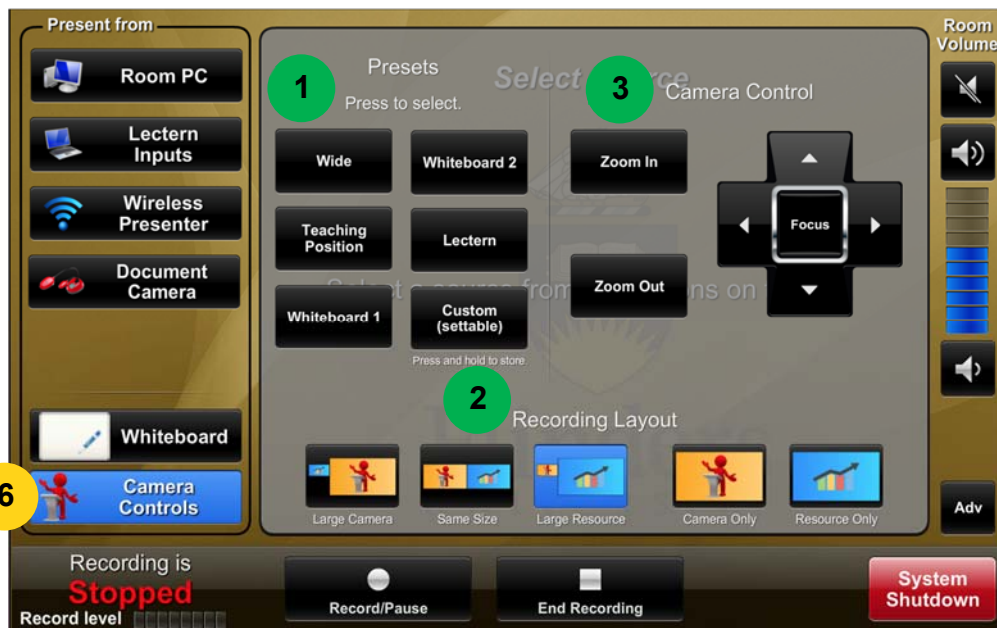 Present from
Room PC
Lectern
Inputs
Wireless
Presenter
Document
Camera
Whiteboard
6
Camera
Controls
1
Presets
Press to select.
Wide
Whiteboard 2
Teaching
Position
Lectern
Whiteboard 1
Custom
(settable)
Press and hold to store
Select
3
Camera Control
Zoom In
Zoom Out
Focus
2
Recording Layout
Large Camera
Same Size
Large Resource
Camera Only
Resource Only
Room
Volume
Adv
Recording is
Stopped
Record level
Record/Pause
End Recording
System
Shutdown